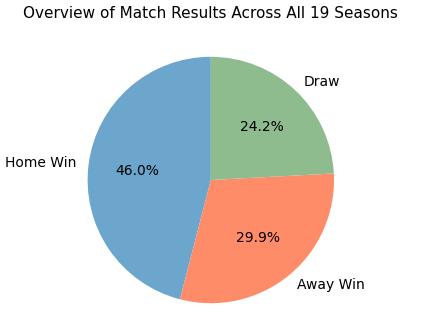 Overview of Match Results Across All 19 Seasons
Draw
24.2%
Home Win
46.0%
29.9%
Away Win